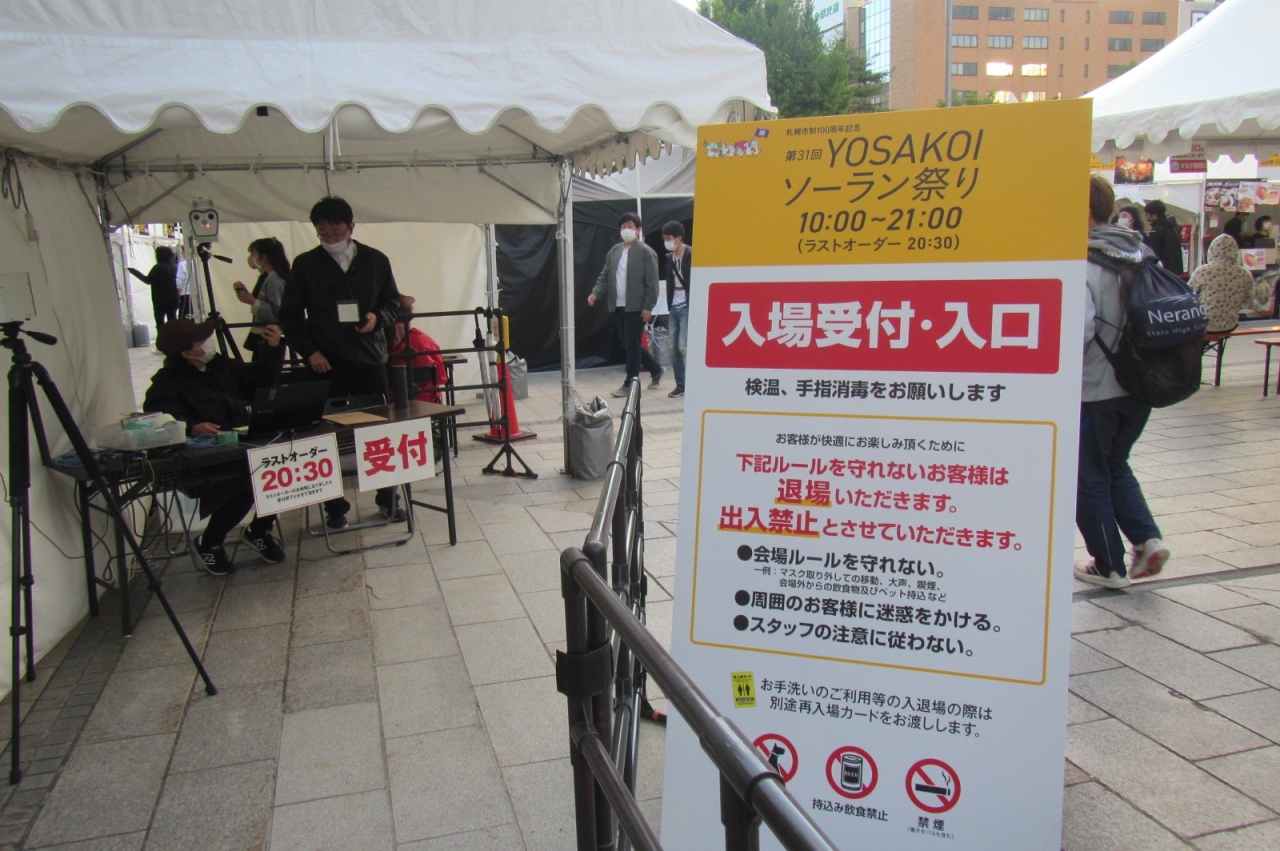 札幌市制100周年記念
第31回 YOSAKOI
ソーラン祭り
10:00~21:00
(ラストオーダー 20:30)
入場受付・入口
検温、手指消毒をお願いします
お客様が快適にお楽しみ頂くために
下記ルールを守れないお客様は
退場いただきます。
出入禁止とさせていただきます。
●会場ルールを守れない。
一例:マスク取り外しての移動、大声、喫煙、
会場外からの飲食物及びペット持込など
●周囲のお客様に迷惑をかける。
●スタッフの注意に従わない。
お手洗いのご利用等の入退場の際は
別途再入場カードをお渡しします。
BEER
持込み飲食禁止
禁煙
(電子タバコも含む)
ラストオーダー
20:30
受付
Nerang
State High